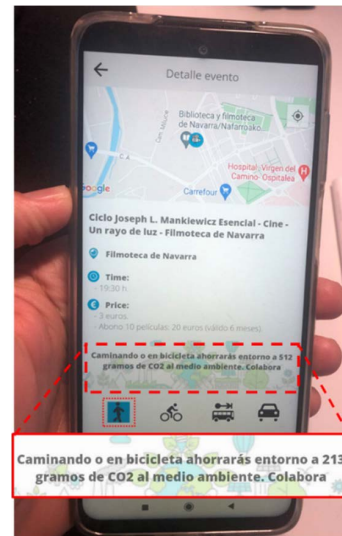 Detalle evento
Biblioteca y filmoteca
de Navarra/Nafarroako
Hospital Virgen del
Camino- Ospitalea
Carrefour
Ciclo Joseph L. Mankiewicz Esencial - Cine -
Un rayo de luz - Filmoteca de Navarra
Filmoteca de Navarra
Time:
- 19:30 h
Price:
- 3 euros
- Abono 10 películas: 20 euros (válido 6 meses)
Caminando o en bicicleta ahorrarás entorno a 512
gramos de CO2 al medio ambiente. Colabora
Caminando o en bicicleta ahorrarás entorno a 213
gramos de CO2 al medio ambiente. Colabora